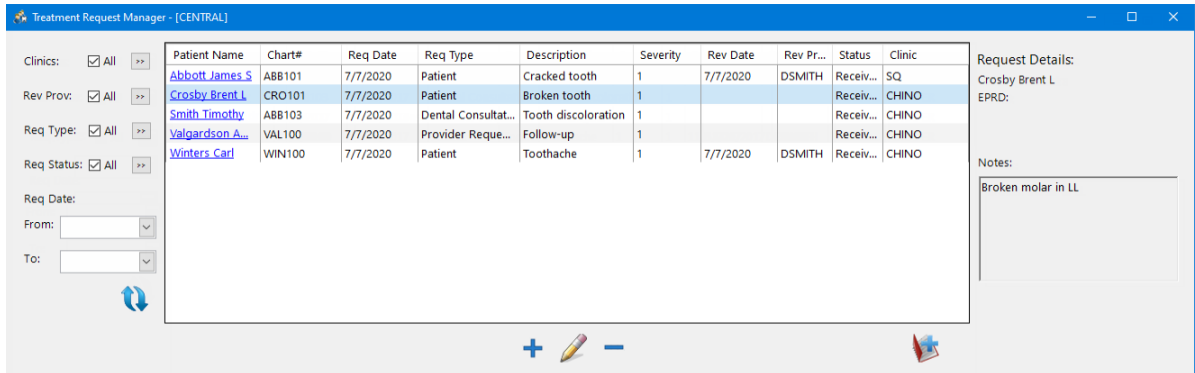 Treatment Request Manager - [CENTRAL]
Clinics: All >>
Rev Prov: All >>
Req Type: All >>
Req Status: All >>
Req Date:
From:
To:
Patient Name Chart# Req Date Req Type Description Severity Rev Date Rev Pr... Status Clinic
Abbott James S ABB101 7/7/2020 Patient Cracked tooth 1 7/7/2020 DSMITH Receiv... SQ
Crosby Brent L CRO101 7/7/2020 Patient Broken tooth 1 Receiv... CHINO
Smith Timothy ABB103 7/7/2020 Dental Consultat... Tooth discoloration 1 Receiv... CHINO
Valgardson A... VAL100 7/7/2020 Provider Reque... Follow-up 1 Receiv... CHINO
Winters Carl WIN100 7/7/2020 Patient Toothache 1 7/7/2020 DSMITH Receiv... CHINO
Request Details:
Crosby Brent L
EPRD:
Notes:
Broken molar in LL